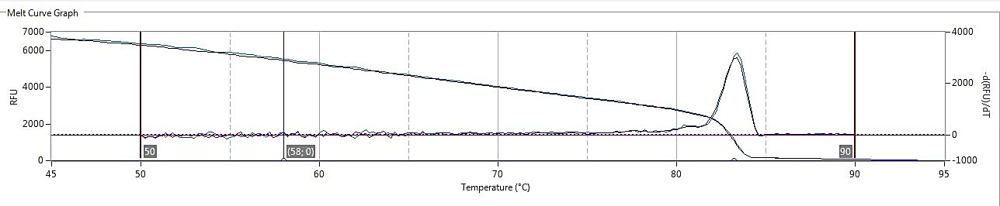 Melt Curve Graph
7000 4000
6000
4000 2000
2000 0
50 (58; 0) 90
0 -1000
45 50 60 70 80 90 95
Temperature (°C)
RFU
-d(RFU)/dT